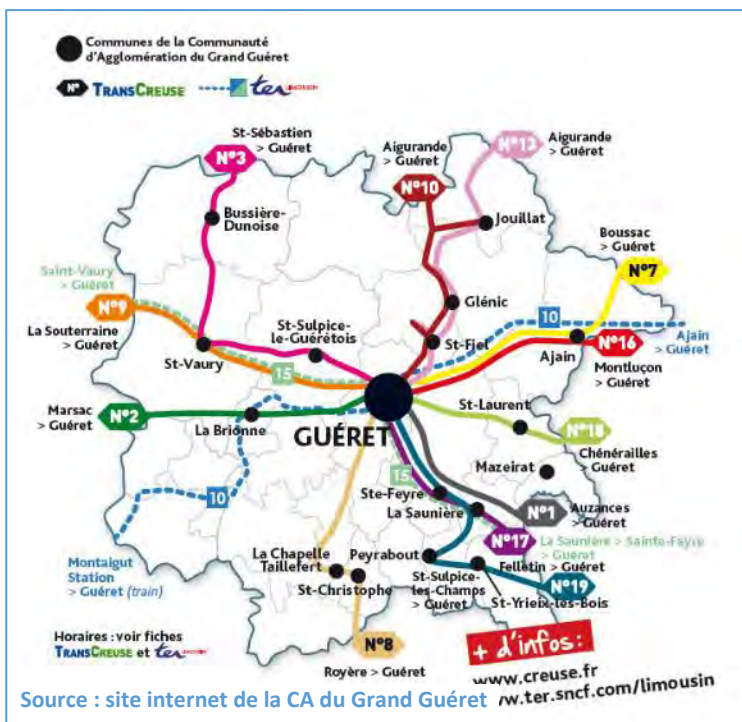 Communes de la Communauté
d'Agglomération du Grand Guéret
N° TRANSCREUSE ter LIMOUSIN
St-Sébastien
> Guéret
N°3
Aigurande
> Guéret
N°10
N°13
Aigurande
> Guéret
Bussière-
Dunoise
Jouillat
Boussac
> Guéret
N°7
Saint-Vaury
> Guéret
N°9
La Souterraine
> Guéret
St-Vaury
St-Sulpice-
le-Guérétois
15
Glénic
St-Fiel
10
Ajain
Ajain
> Guéret
N°16
Montluçon
> Guéret
Marsac
> Guéret
N°2
La Brionne
GUÉRET
St-Laurent
N°18
Chénérailles
> Guéret
Mazeirat
10
15
Ste-Feyre
La Saunière
N°1
Auzances
> Guéret
N°17
La Saunière > Sainte-Feyre
> Guéret
Montaigut
Station
> Guéret (train)
La Chapelle
Taillefert
St-Christophe
Peyrabout
Felletin > Guéret
St-Sulpice-
les-Champs
> Guéret
N°19
St-Yrieix-les-Bois
Horaires : voir fiches
TRANSCREUSE et ter LIMOUSIN
N°8
Royère > Guéret
+ d'infos :
www.creuse.fr
w.ter.sncf.com/limousin
Source : site internet de la CA du Grand Guéret